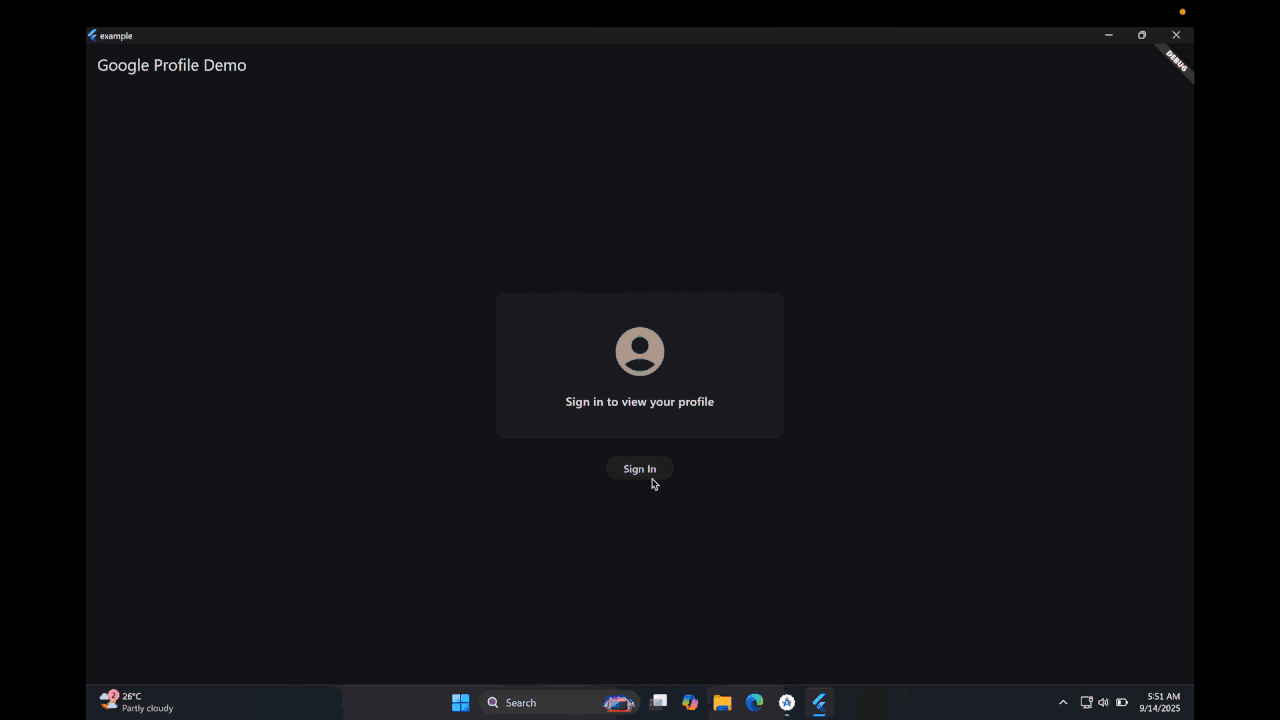 example
DEBUG
Google Profile Demo
Sign in to view your profile
Sign In
2
26°C
Partly cloudy
Search
5:51 AM
9/14/2025